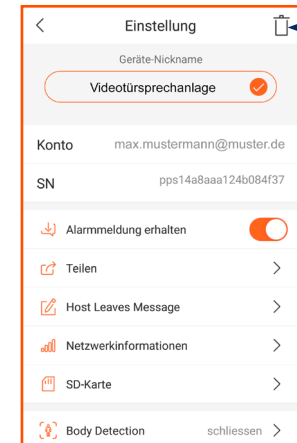 Einstellung
Geräte-Nickname
Videotürsprechanlage
Konto max.mustermann@muster.de
SN pps14a8aaa124b084f37
Alarmmeldung erhalten
Teilen
Host Leaves Message
Netzwerkinformationen
SD-Karte
Body Detection schliessen